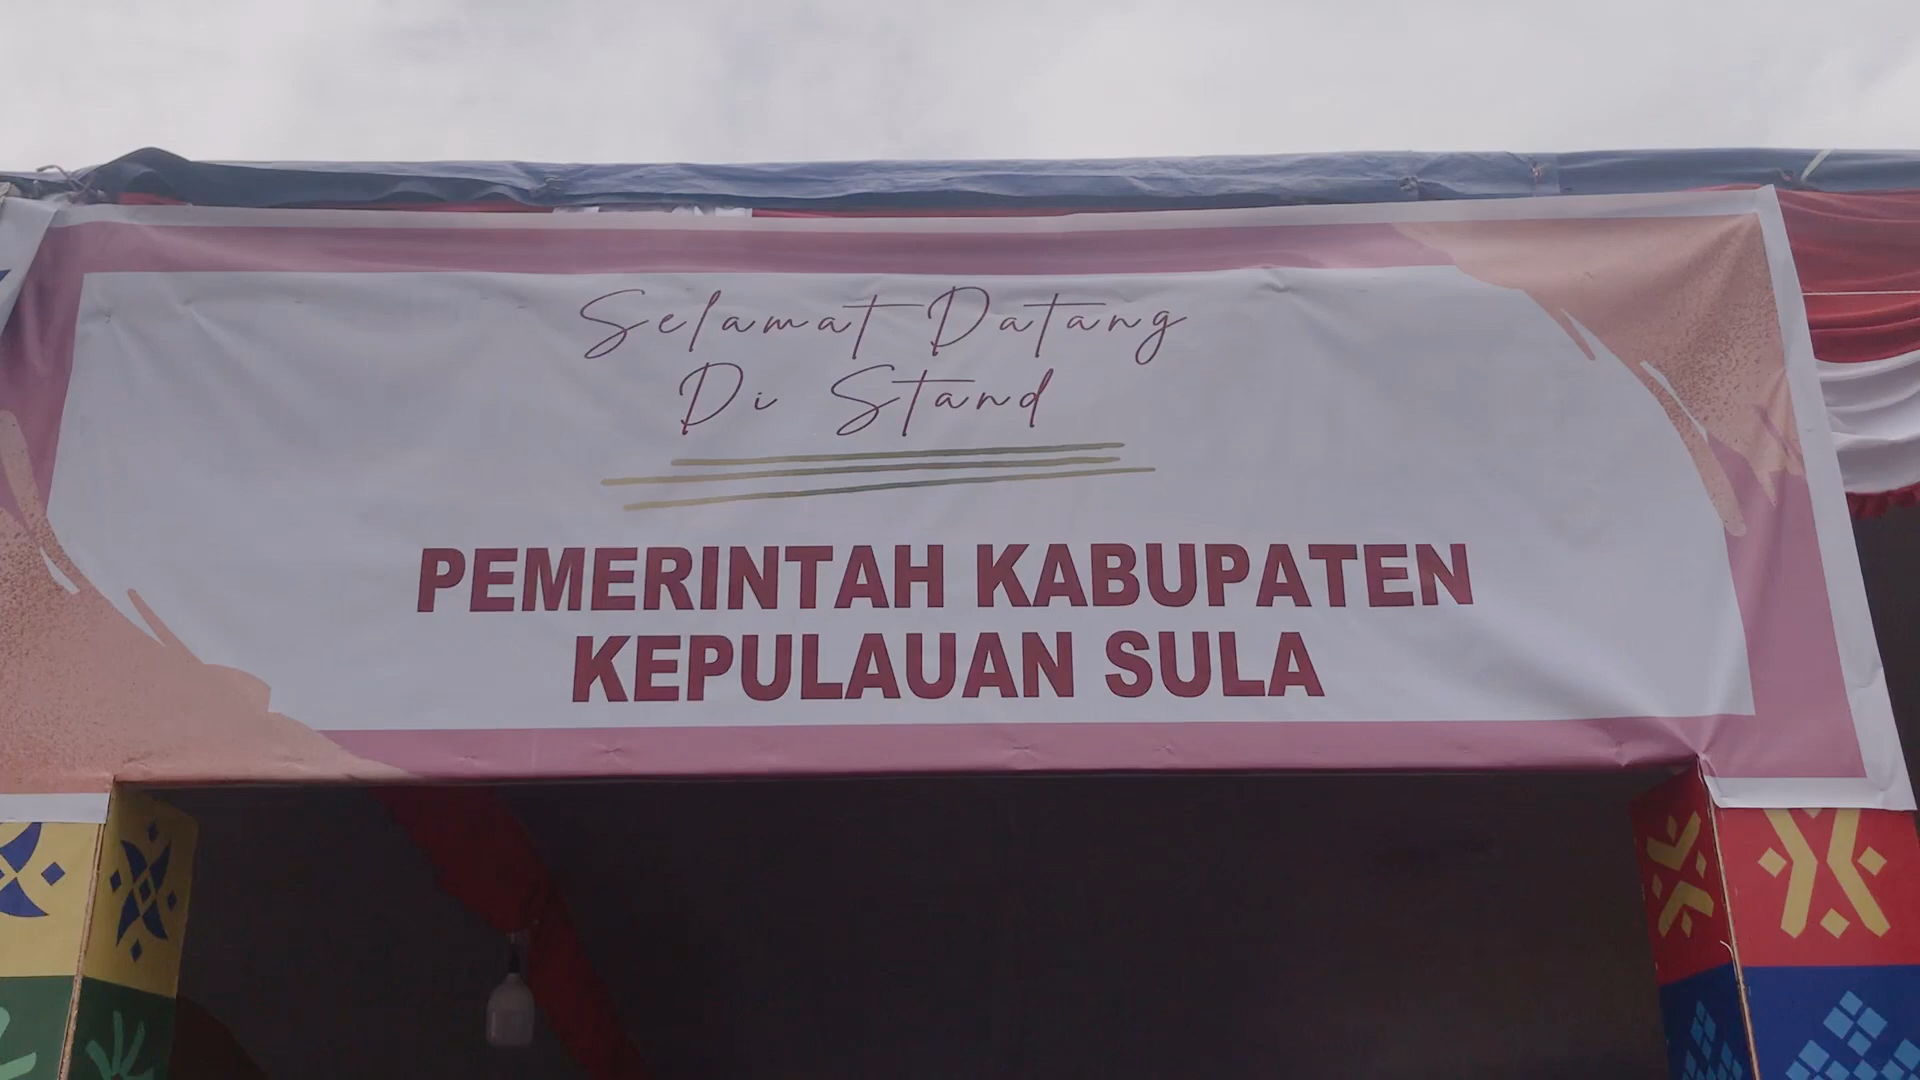 Selamat Datang
Di Stand
PEMERINTAH KABUPATEN
KEPULAUAN SULA